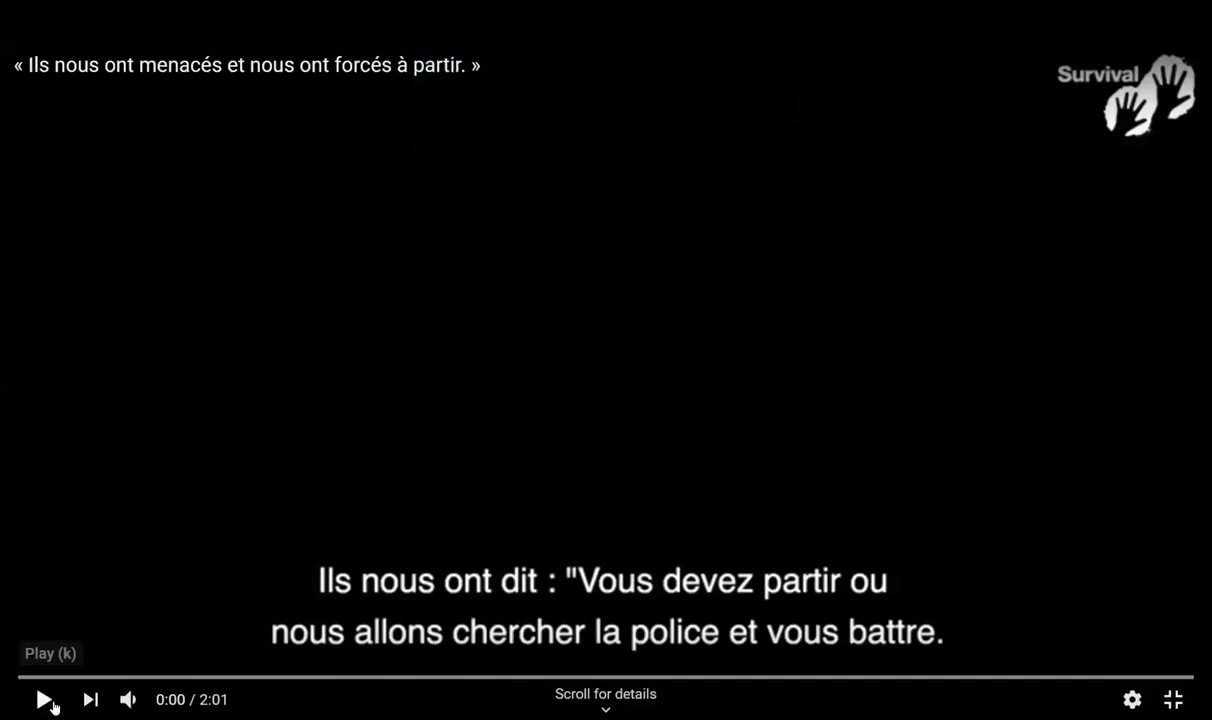 « Ils nous ont menacés et nous ont forcés à partir. »
Survival
Ils nous ont dit : "Vous devez partir ou
nous allons chercher la police et vous battre.
Play (k)
0:00 / 2:01
Scroll for details